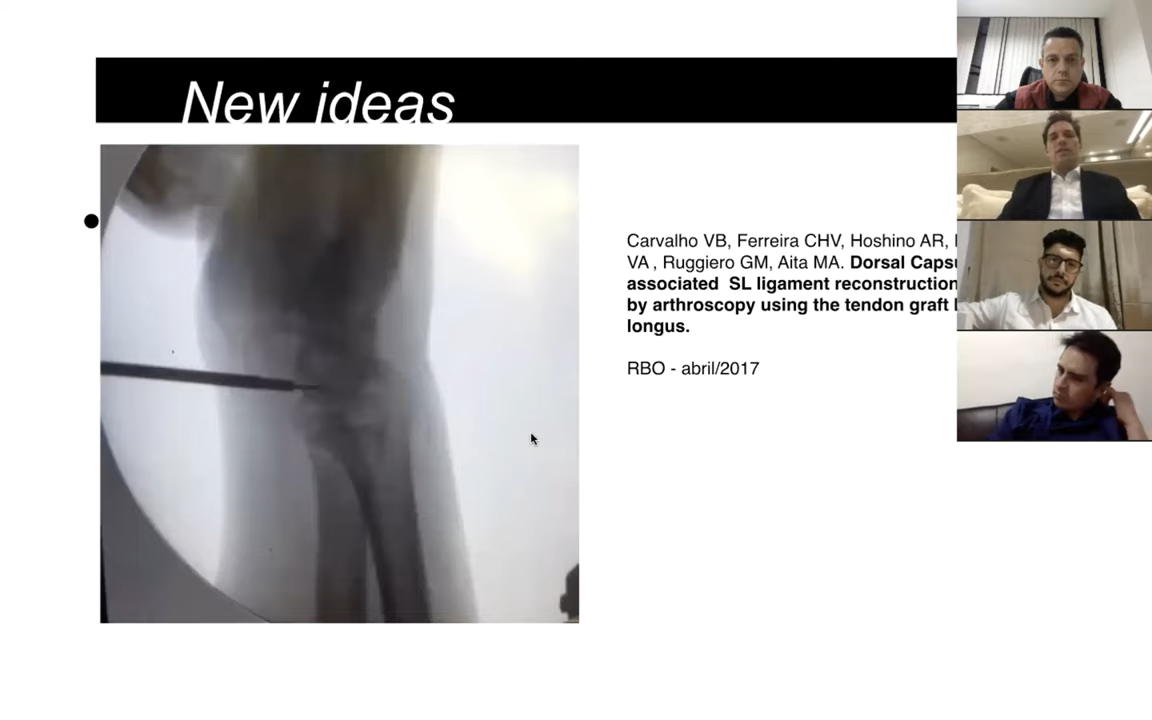 New ideas
Carvalho VB, Ferreira CHV, Hoshino AR,
VA , Ruggiero GM, Aita MA. Dorsal
associated SL ligament reconstruction
by arthroscopy using the tendon graft
longus.
RBO - abril/2017